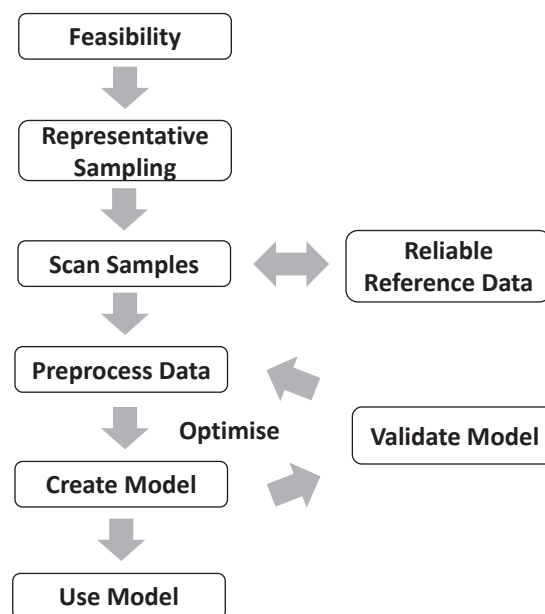 Feasibility
Representative
Sampling
Scan Samples
Reliable
Reference Data
Preprocess Data
Optimise
Validate Model
Create Model
Use Model